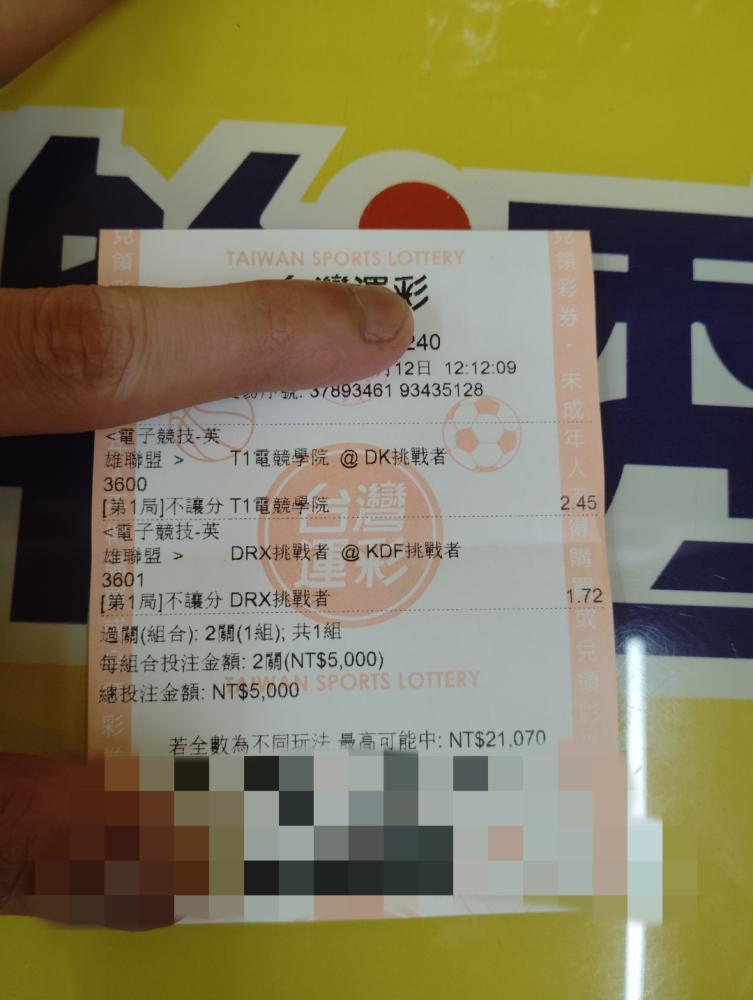 TAIWAN SPORTS LOTTERY
台灣運彩
240
12日 12:12:09
37893461 93435128
<電子競技-英
雄聯盟 > T1電競學院 @ DK挑戰者
3600
[第1局]不讓分 T1電競學院 2.45
<電子競技-英
雄聯盟 > DRX挑戰者 @ KDF挑戰者
3601
[第1局]不讓分 DRX挑戰者 1.72
過關(組合): 2關(1組); 共1組
每組合投注金額: 2關(NT$5,000)
總投注金額: NT$5,000
TAIWAN SPORTS LOTTERY
若全數為不同玩法 最高可能中: NT$21,070
台灣運彩
兌領彩券．未成年人不得購買或兌領彩
兌領彩
彩券